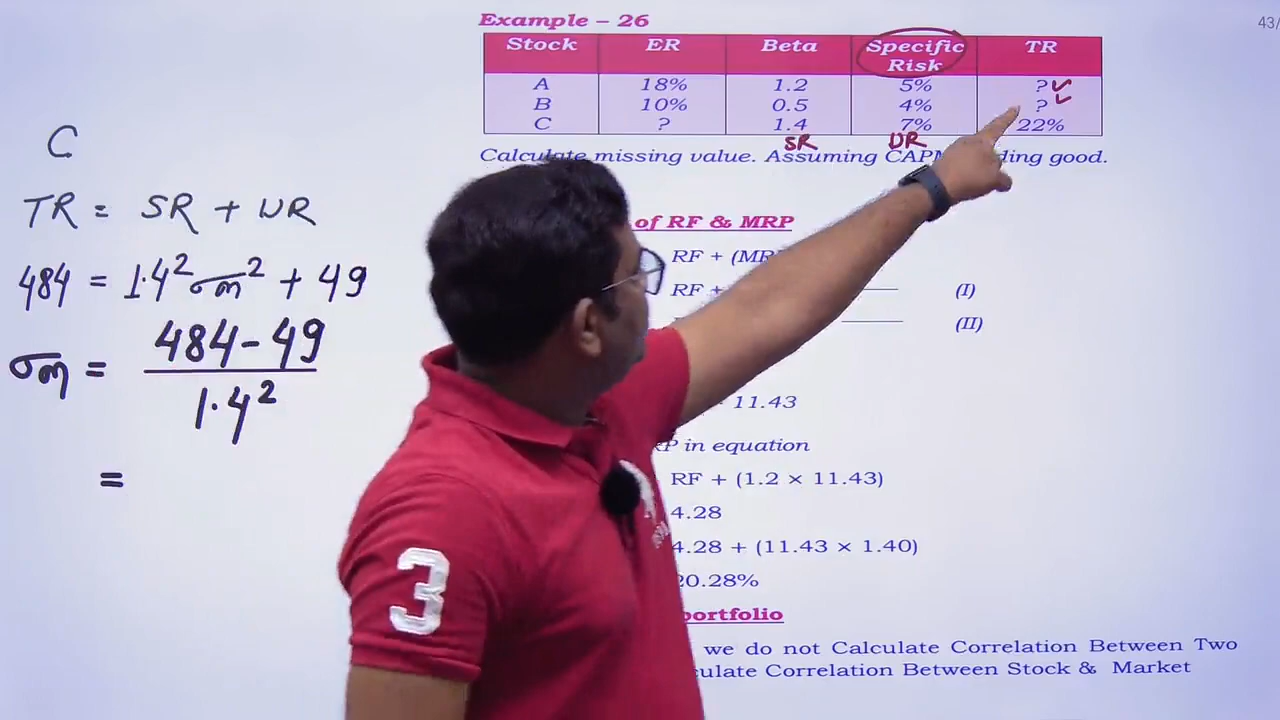 43/
Example – 26
Stock ER Beta Specific Risk TR
A 18% 1.2 5% ?
B 10% 0.5 4% ?
C ? 1.4 7% 22%
SR UR
Calculate missing value. Assuming CAPM ding good.
C
TR = SR + UR
484 = 1.4² σm² + 49
σm = 484-49
1.4²
=
of RF & MRP
RF + (MR
RF + (I)
(II)
11.43
P in equation
RF + (1.2 × 11.43)
4.28
4.28 + (11.43 × 1.40)
20.28%
portfolio
we do not Calculate Correlation Between Two
culate Correlation Between Stock & Market
3